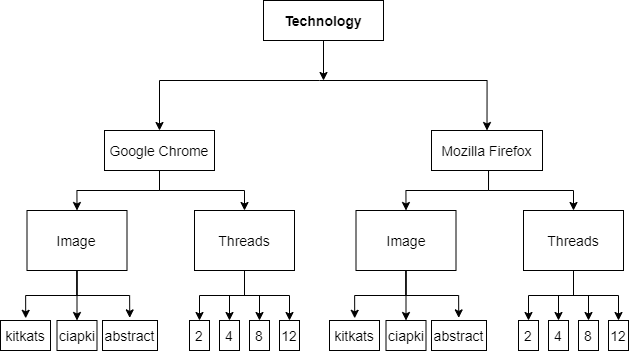 Technology
Google Chrome
Mozilla Firefox
Image
Threads
Image
Threads
kitkats
ciapki
abstract
2
4
8
12
kitkats
ciapki
abstract
2
4
8
12